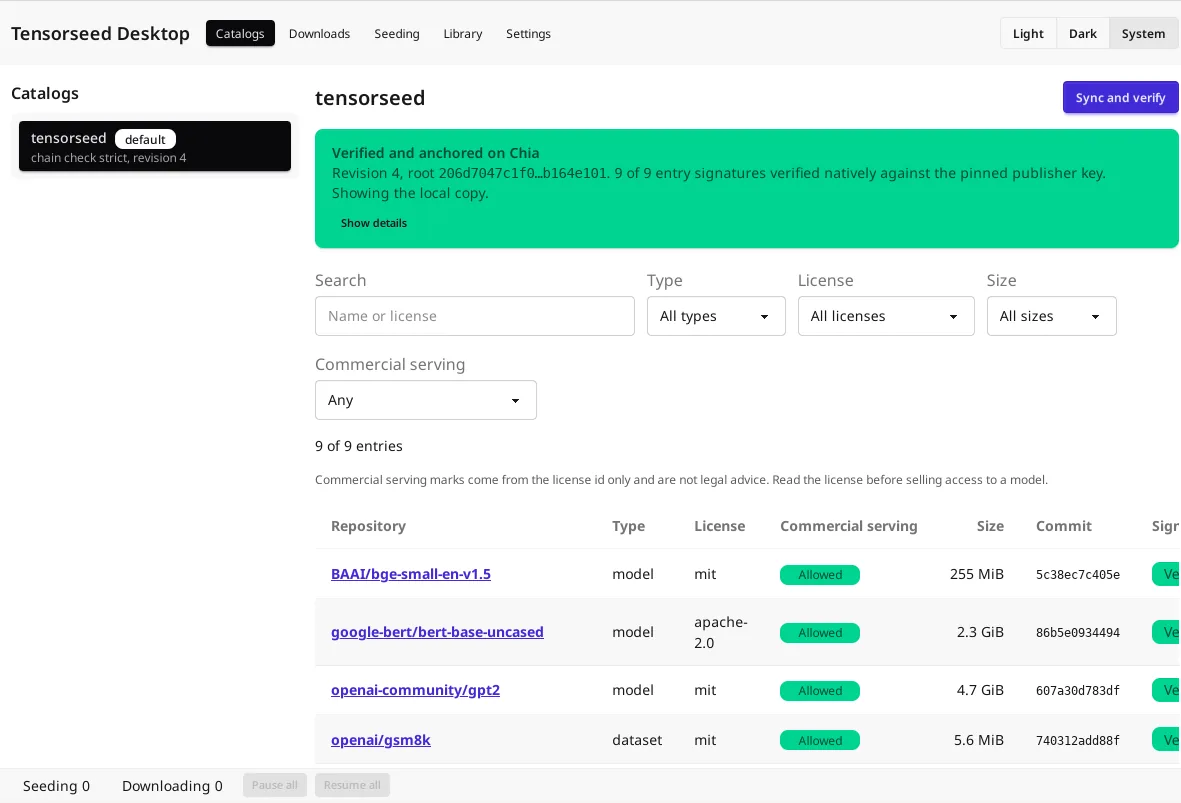 Tensorseed Desktop
Catalogs
Downloads
Seeding
Library
Settings
Light
Dark
System
Catalogs
tensorseed default
chain check strict, revision 4
tensorseed
Sync and verify
Verified and anchored on Chia
Revision 4, root 206d7047c1f0…b164e101. 9 of 9 entry signatures verified natively against the pinned publisher key.
Showing the local copy.
Show details
Search
Type
License
Size
Name or license
All types
All licenses
All sizes
Commercial serving
Any
9 of 9 entries
Commercial serving marks come from the license id only and are not legal advice. Read the license before selling access to a model.
Repository Type License Commercial serving Size Commit Sign
BAAI/bge-small-en-v1.5 model mit Allowed 255 MiB 5c38ec7c405e Ve
google-bert/bert-base-uncased model apache-2.0 Allowed 2.3 GiB 86b5e0934494 Ve
openai-community/gpt2 model mit Allowed 4.7 GiB 607a30d783df Ve
openai/gsm8k dataset mit Allowed 5.6 MiB 740312add88f Ve
Seeding 0 Downloading 0 Pause all Resume all